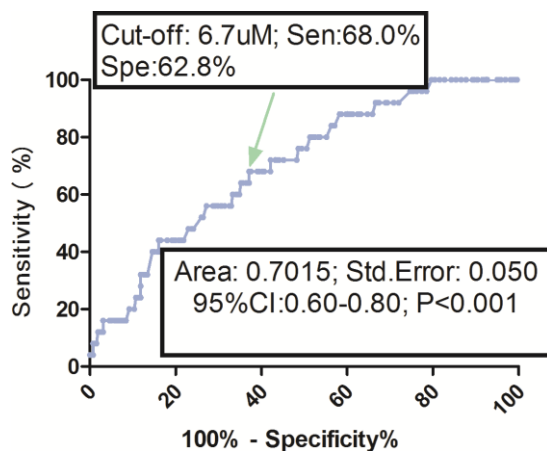 Cut-off: 6.7uM; Sen:68.0%
Spe:62.8%
100
80
60
40
20
0
Sensitivity ( %)
Area: 0.7015; Std.Error: 0.050
95%CI:0.60-0.80; P<0.001
0
20
40
60
80
100
100% - Specificity%